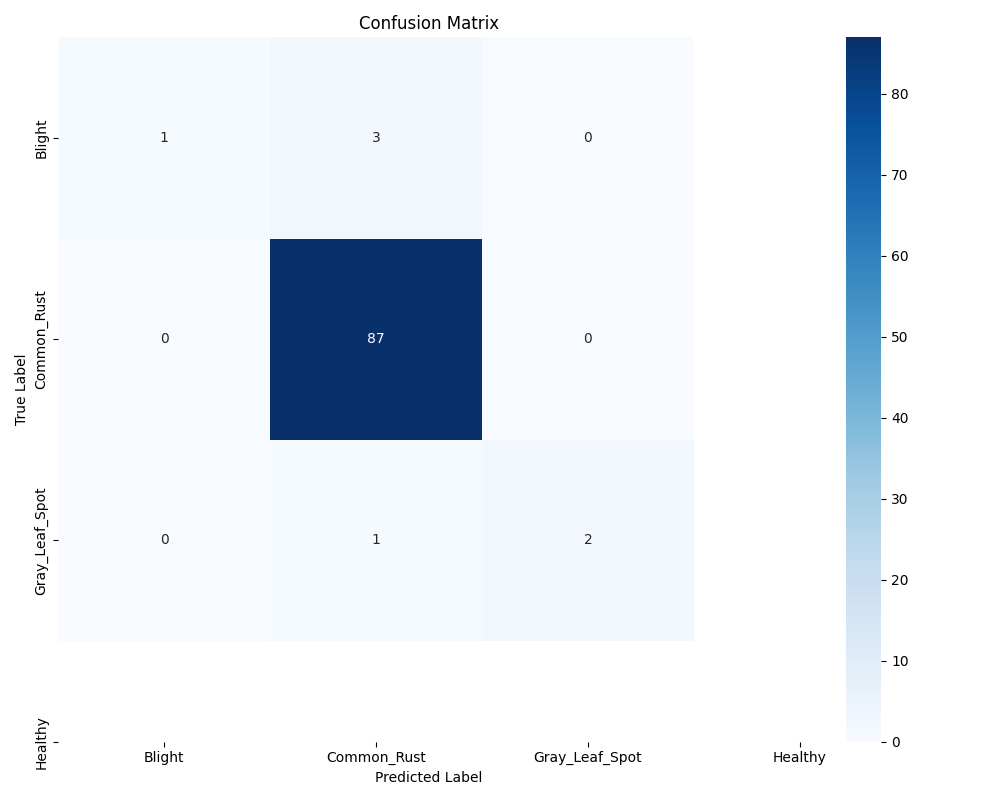 Confusion Matrix
True Label
Blight
1 3 0
Common_Rust
0 87 0
Gray_Leaf_Spot
0 1 2
Healthy
Blight Common_Rust Gray_Leaf_Spot Healthy
Predicted Label
80
70
60
50
40
30
20
10
0